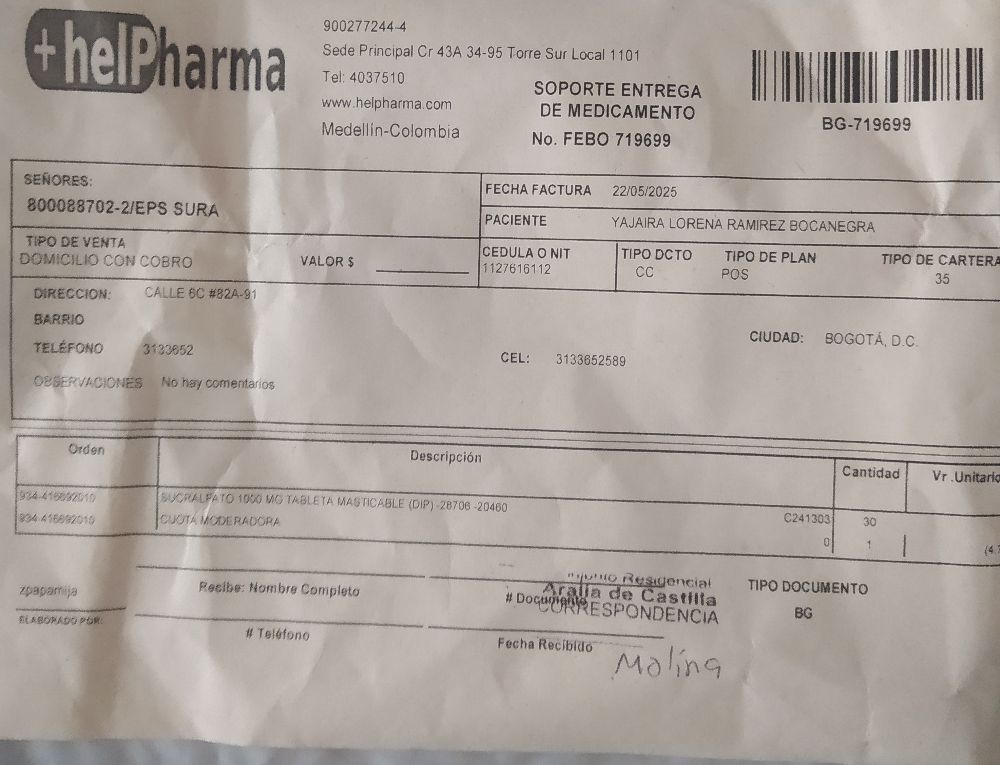 +helPharma
900277244-4
Sede Principal Cr 43A 34-95 Torre Sur Local 1101
Tel: 4037510
www.helpharma.com
Medellín-Colombia
SOPORTE ENTREGA
DE MEDICAMENTO
No. FEBO 719699
BG-719699
SEÑORES:
800088702-2/EPS SURA
FECHA FACTURA 22/05/2025
PACIENTE YAJAIRA LORENA RAMIREZ BOCANEGRA
TIPO DE VENTA
DOMICILIO CON COBRO
VALOR $
CEDULA O NIT
1127616112
TIPO DCTO
CC
TIPO DE PLAN
POS
TIPO DE CARTERA
35
DIRECCION: CALLE 6C #82A-91
BARRIO
TELÉFONO 3133652
CEL: 3133652589
CIUDAD: BOGOTÁ, D.C.
OBSERVACIONES No hay comentarios
Orden Descripción Cantidad Vr .Unitario
934-416692010 SUCRALFATO 1000 MG TABLETA MASTICABLE (DIP) -28706 -20460 C241303 30
934-416692010 CUOTA MODERADORA 0 1 (4.
zpapamija
ELABORADO POR:
Recibe: Nombre Completo
# Teléfono
# Documento
Fecha Recibido
Residencial
Aralia de Castilla
CORRESPONDENCIA
Molina
TIPO DOCUMENTO
BG